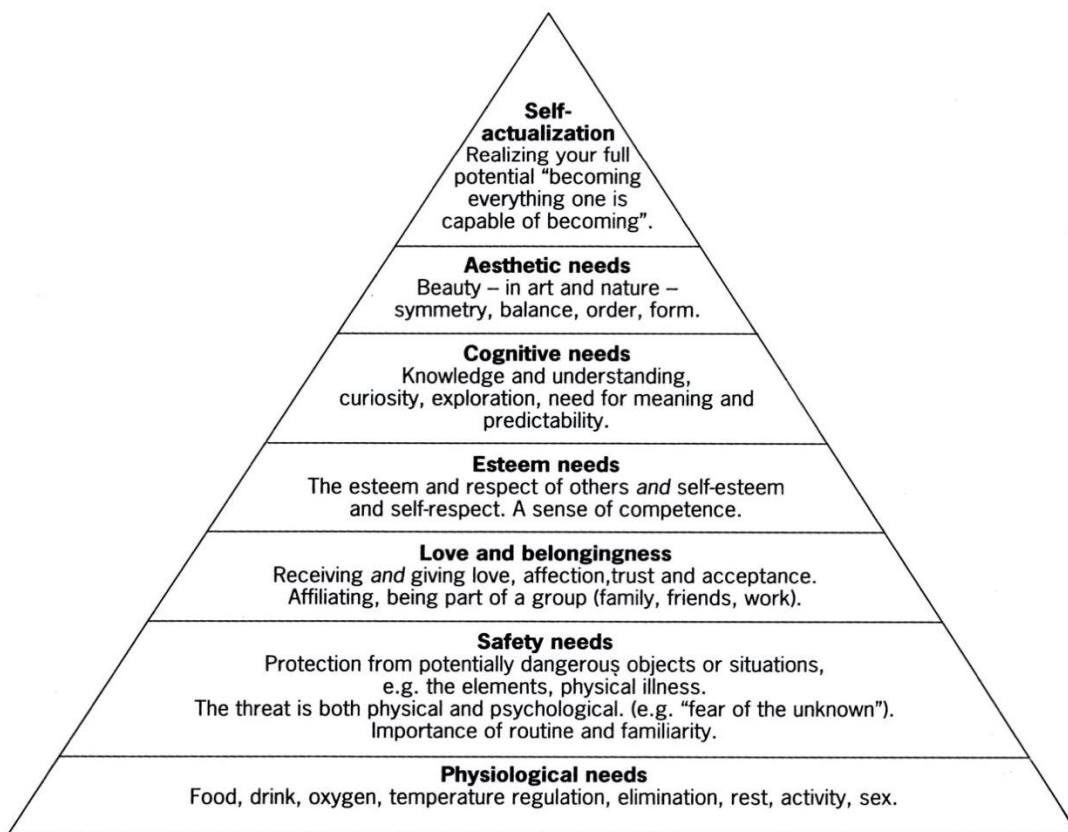 Self-
actualization
Realizing your full
potential “becoming
everything one is
capable of becoming”.
Aesthetic needs
Beauty – in art and nature –
symmetry, balance, order, form.
Cognitive needs
Knowledge and understanding,
curiosity, exploration, need for meaning and
predictability.
Esteem needs
The esteem and respect of others and self-esteem
and self-respect. A sense of competence.
Love and belongingness
Receiving and giving love, affection,trust and acceptance.
Affiliating, being part of a group (family, friends, work).
Safety needs
Protection from potentially dangerous objects or situations,
e.g. the elements, physical illness.
The threat is both physical and psychological. (e.g. “fear of the unknown”).
Importance of routine and familiarity.
Physiological needs
Food, drink, oxygen, temperature regulation, elimination, rest, activity, sex.